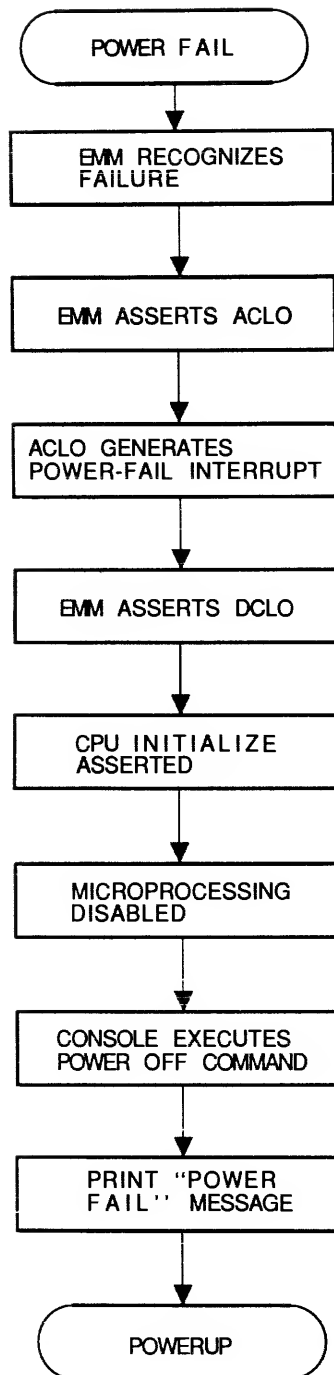 POWER FAIL
EMM RECOGNIZES
FAILURE
EMM ASSERTS ACLO
ACLO GENERATES
POWER-FAIL INTERRUPT
EMM ASSERTS DCLO
CPU INITIALIZE
ASSERTED
MICROPROCESSING
DISABLED
CONSOLE EXECUTES
POWER OFF COMMAND
PRINT “POWER
FAIL'' MESSAGE
POWERUP